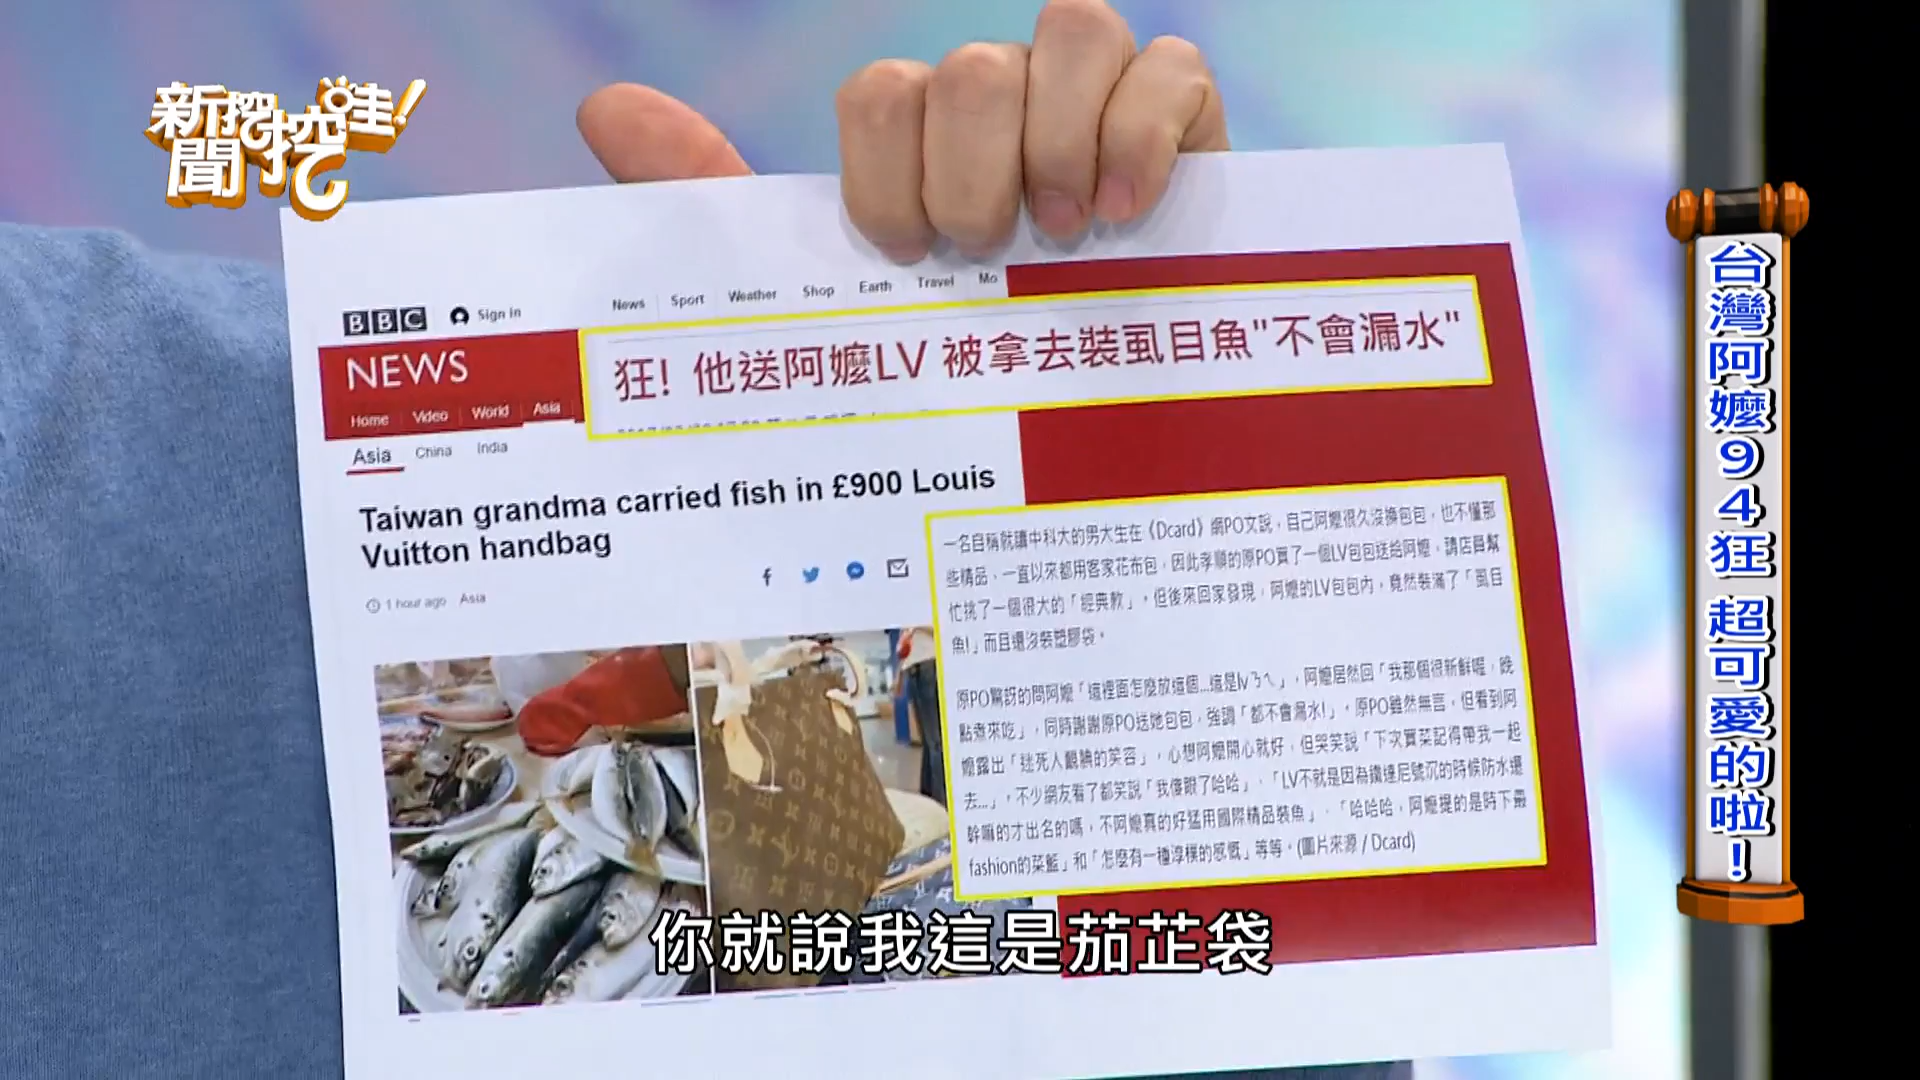 新聞挖挖哇!
BBC Sign in News Sport Weather Shop Earth Travel Mo
NEWS
Home Video World Asia
Asia China India
狂! 他送阿嬤LV 被拿去裝虱目魚"不會漏水"
Taiwan grandma carried fish in £900 Louis
Vuitton handbag
1 hour ago Asia
一名自稱就讀中科大的男大生在《Dcard》網PO文說,自己阿嬤很久沒換包包,也不懂那
些精品,一直以來都用客家花布包,因此孝順的原PO買了一個LV包包送給阿嬤,請店員幫
忙挑了一個很大的「經典款」。但後來回家發現,阿嬤的LV包包內,竟然裝滿了「虱目
魚!」而且還沒裝塑膠袋。
原PO驚訝的問阿嬤「這裡面怎麼放這個...這是lvㄋㄟ」,阿嬤居然回「我那個很新鮮喔,晚
點煮來吃」,同時謝謝原PO送她包包,強調「都不會漏水!」。原PO雖然無言,但看到阿
嬤露出「迷死人靦腆的笑容」,心想阿嬤開心就好,但哭笑說「下次買菜記得帶我一起
去...」,不少網友看了都笑說「我傻眼了哈哈」、「LV不就是因為鐵達尼號沉的時候防水還
幹嘛的才出名的嗎,不阿嬤真的好猛用國際精品裝魚」、「哈哈哈,阿嬤提的是時下最
fashion的菜籃」和「怎麼有一種淳樸的感慨」等等。(圖片來源 / Dcard)
你就說我這是茄芷袋
台灣阿嬤94狂 超可愛的啦!